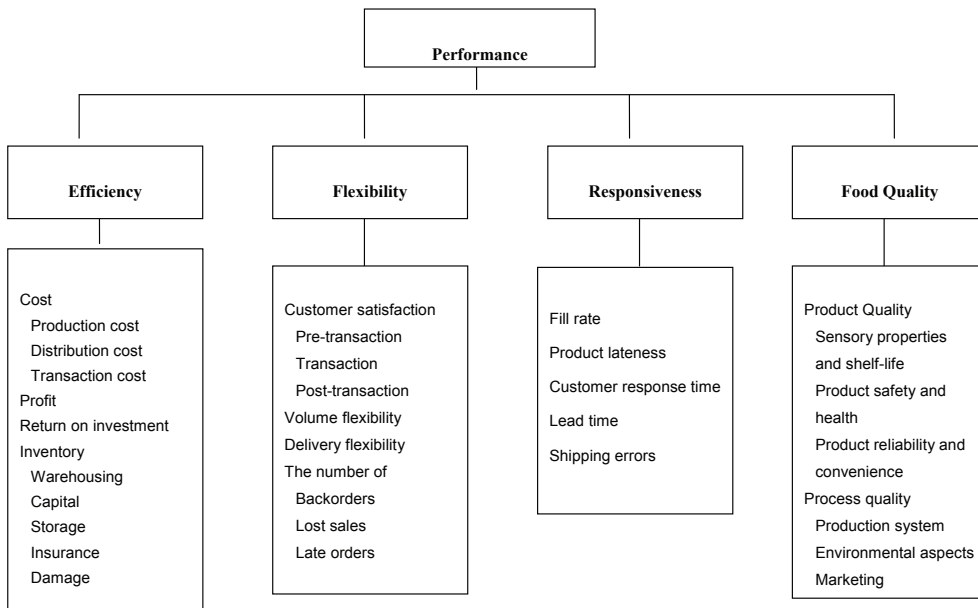 Performance
Efficiency
Flexibility
Responsiveness
Food Quality
Cost
Production cost
Distribution cost
Transaction cost
Profit
Return on investment
Inventory
Warehousing
Capital
Storage
Insurance
Damage
Customer satisfaction
Pre-transaction
Transaction
Post-transaction
Volume flexibility
Delivery flexibility
The number of
Backorders
Lost sales
Late orders
Fill rate
Product lateness
Customer response time
Lead time
Shipping errors
Product Quality
Sensory properties
and shelf-life
Product safety and
health
Product reliability and
convenience
Process quality
Production system
Environmental aspects
Marketing